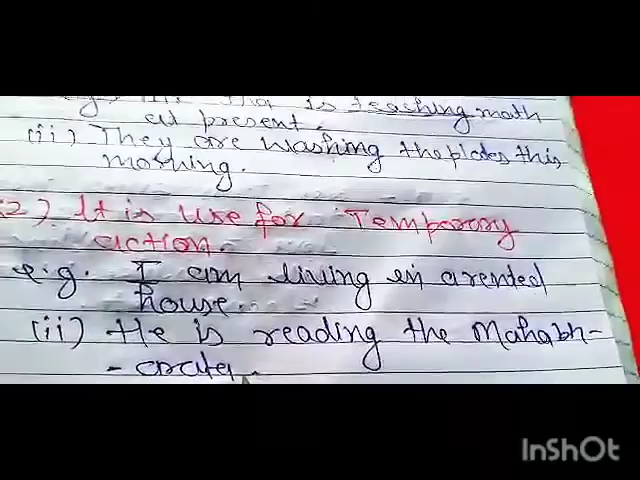 is teaching math
at present.
(ii) They are washing the plates this
morning.
2) It is use for Temporary
action.
e.g. I am living in a rended
house.
(ii) He is reading the Mahabh-
- arata.
InShOt